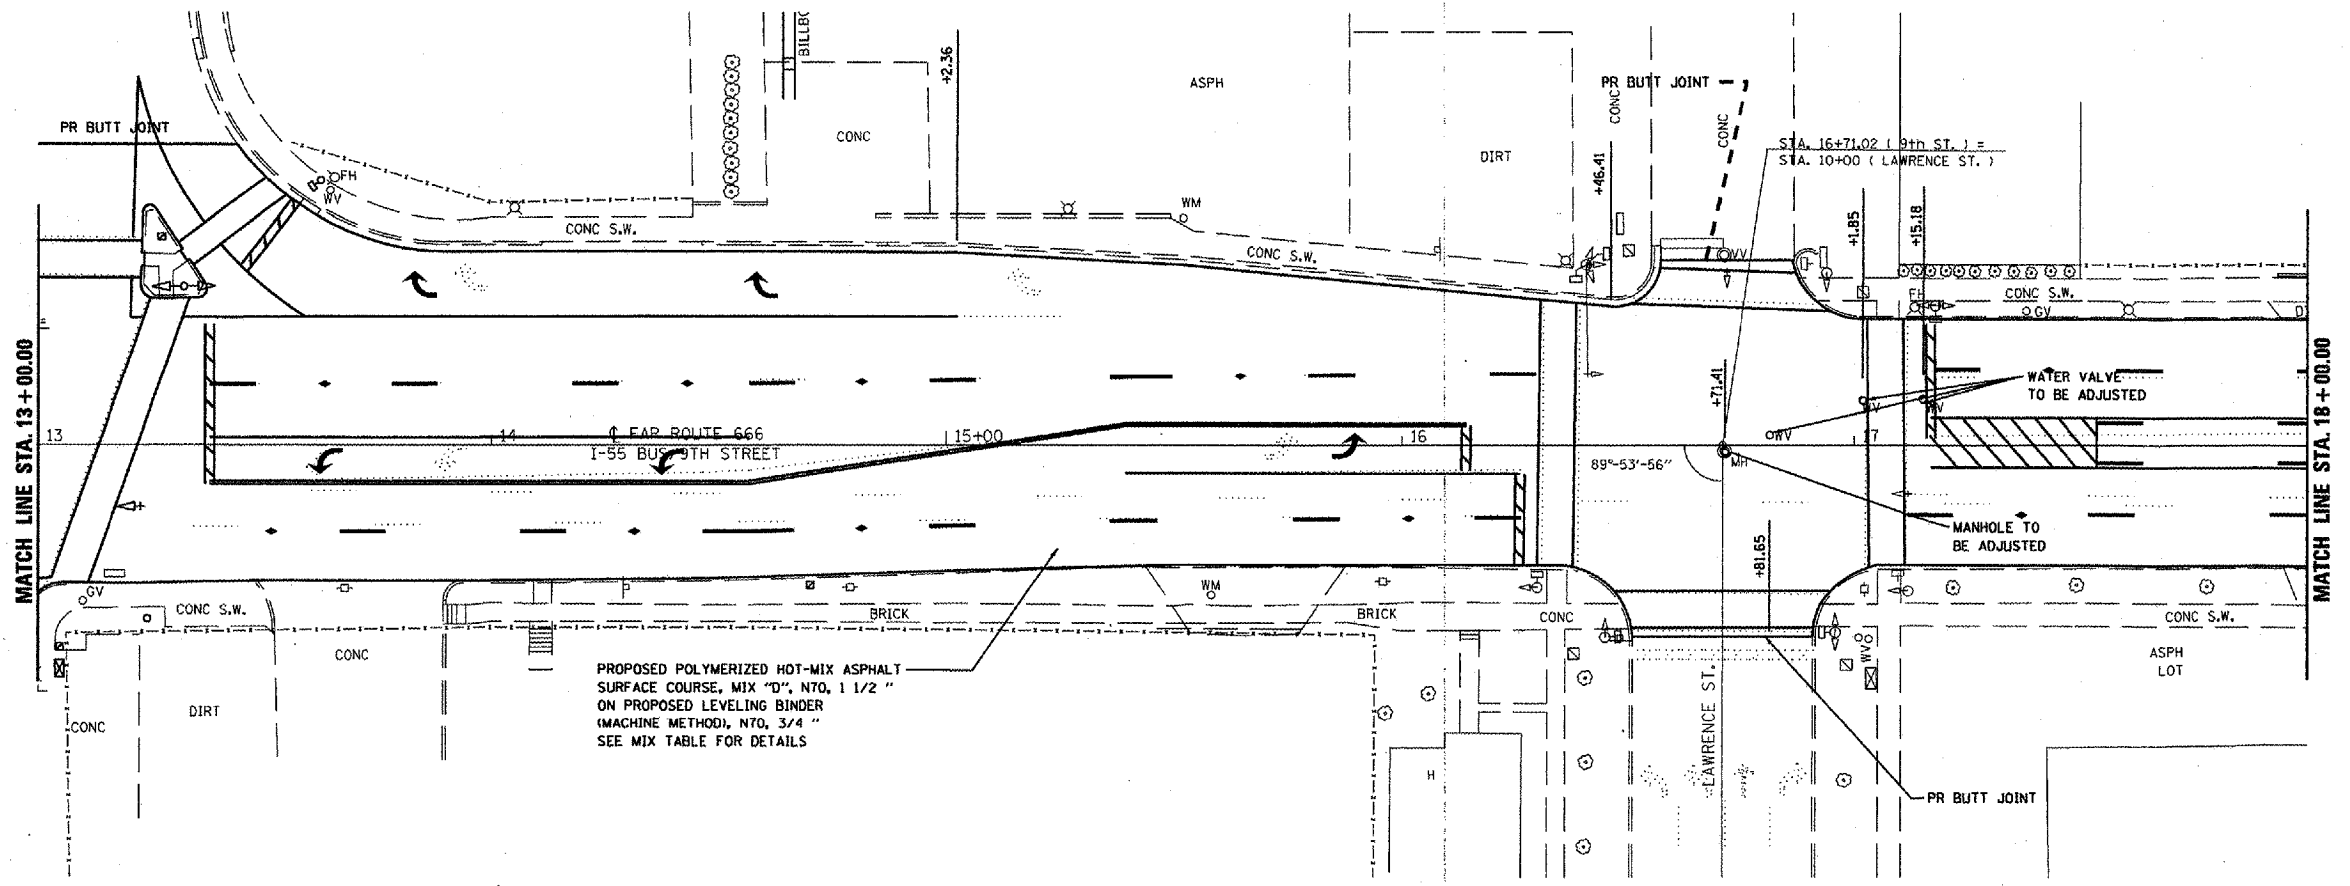 BILLBO
+2.36
ASPH
PR BUTT JOINT
CONC
CONC
PR BUTT JOINT
CONC
STA. 16+71.02 ( 9th ST. ) =
STA. 10+00 ( LAWRENCE ST. )
DIRT
+46.41
FH
WV
WM
CONC S.W.
CONC S.W.
WV
+1.85
+15.18
CONC S.W.
FH
GV
D
MATCH LINE STA. 13+00.00
MATCH LINE STA. 18+00.00
WATER VALVE
TO BE ADJUSTED
WV
WV
+71.41
13
14
℄ FAP ROUTE 666
I-55 BUS/9TH STREET
15+00
16
WV
17
89°-53'-56"
MH
MANHOLE TO
BE ADJUSTED
+81.65
GV
CONC S.W.
WM
BRICK
BRICK
CONC
CONC S.W.
CONC
WV
ASPH
LOT
PROPOSED POLYMERIZED HOT-MIX ASPHALT
SURFACE COURSE, MIX "D", N70, 1 1/2 "
ON PROPOSED LEVELING BINDER
(MACHINE METHOD), N70, 3/4 "
SEE MIX TABLE FOR DETAILS
DIRT
CONC
LAWRENCE ST.
H
PR BUTT JOINT